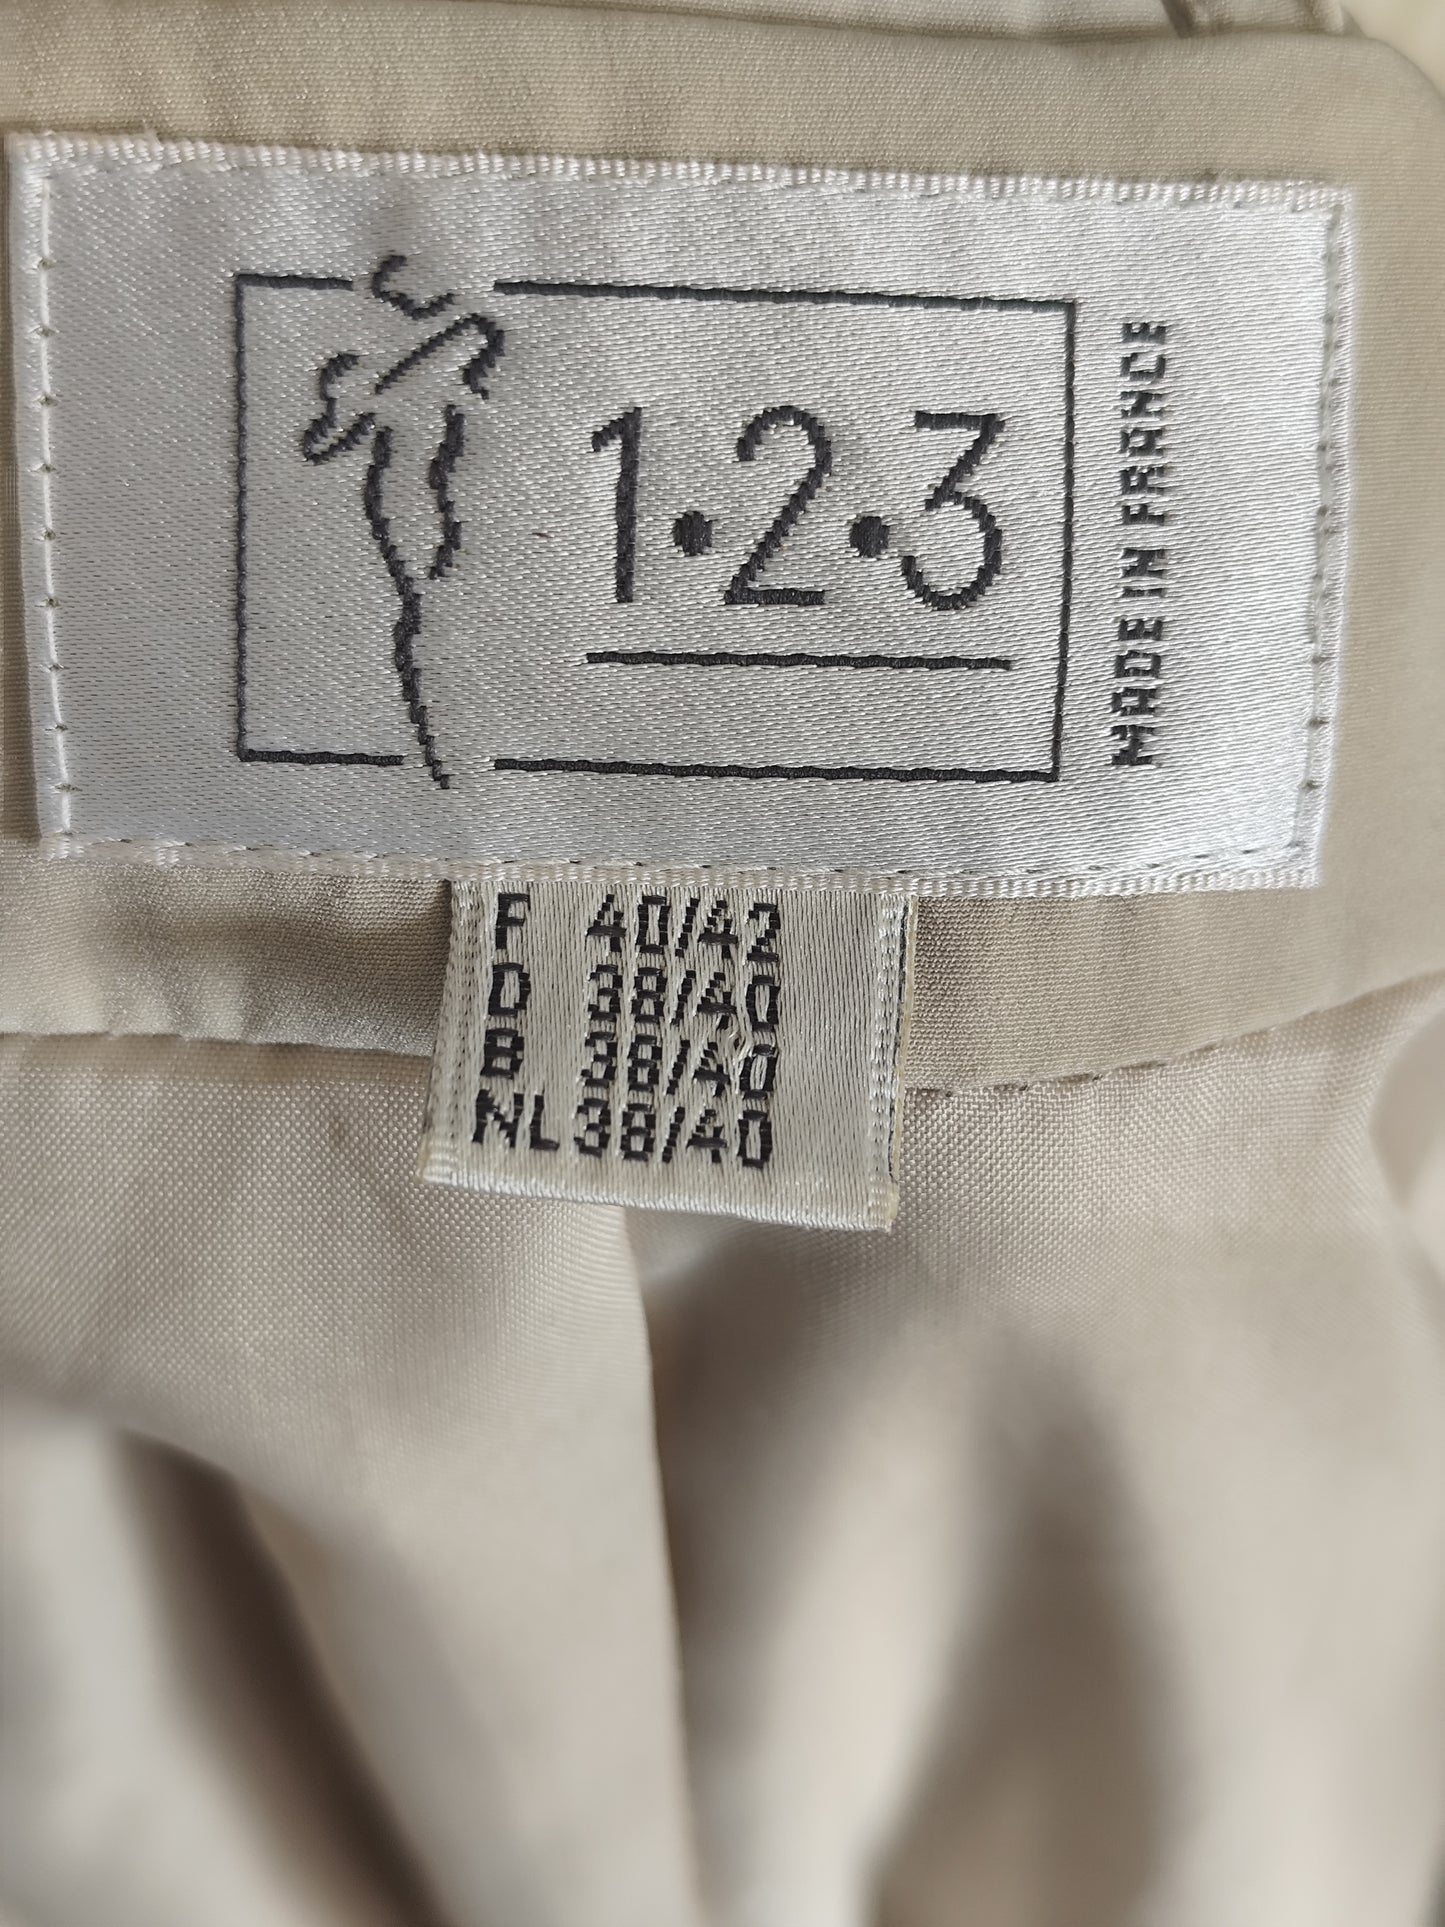 1·2·3
MADE IN FRANCE
F 40/42
D 38/40
B 38/40
NL 38/40